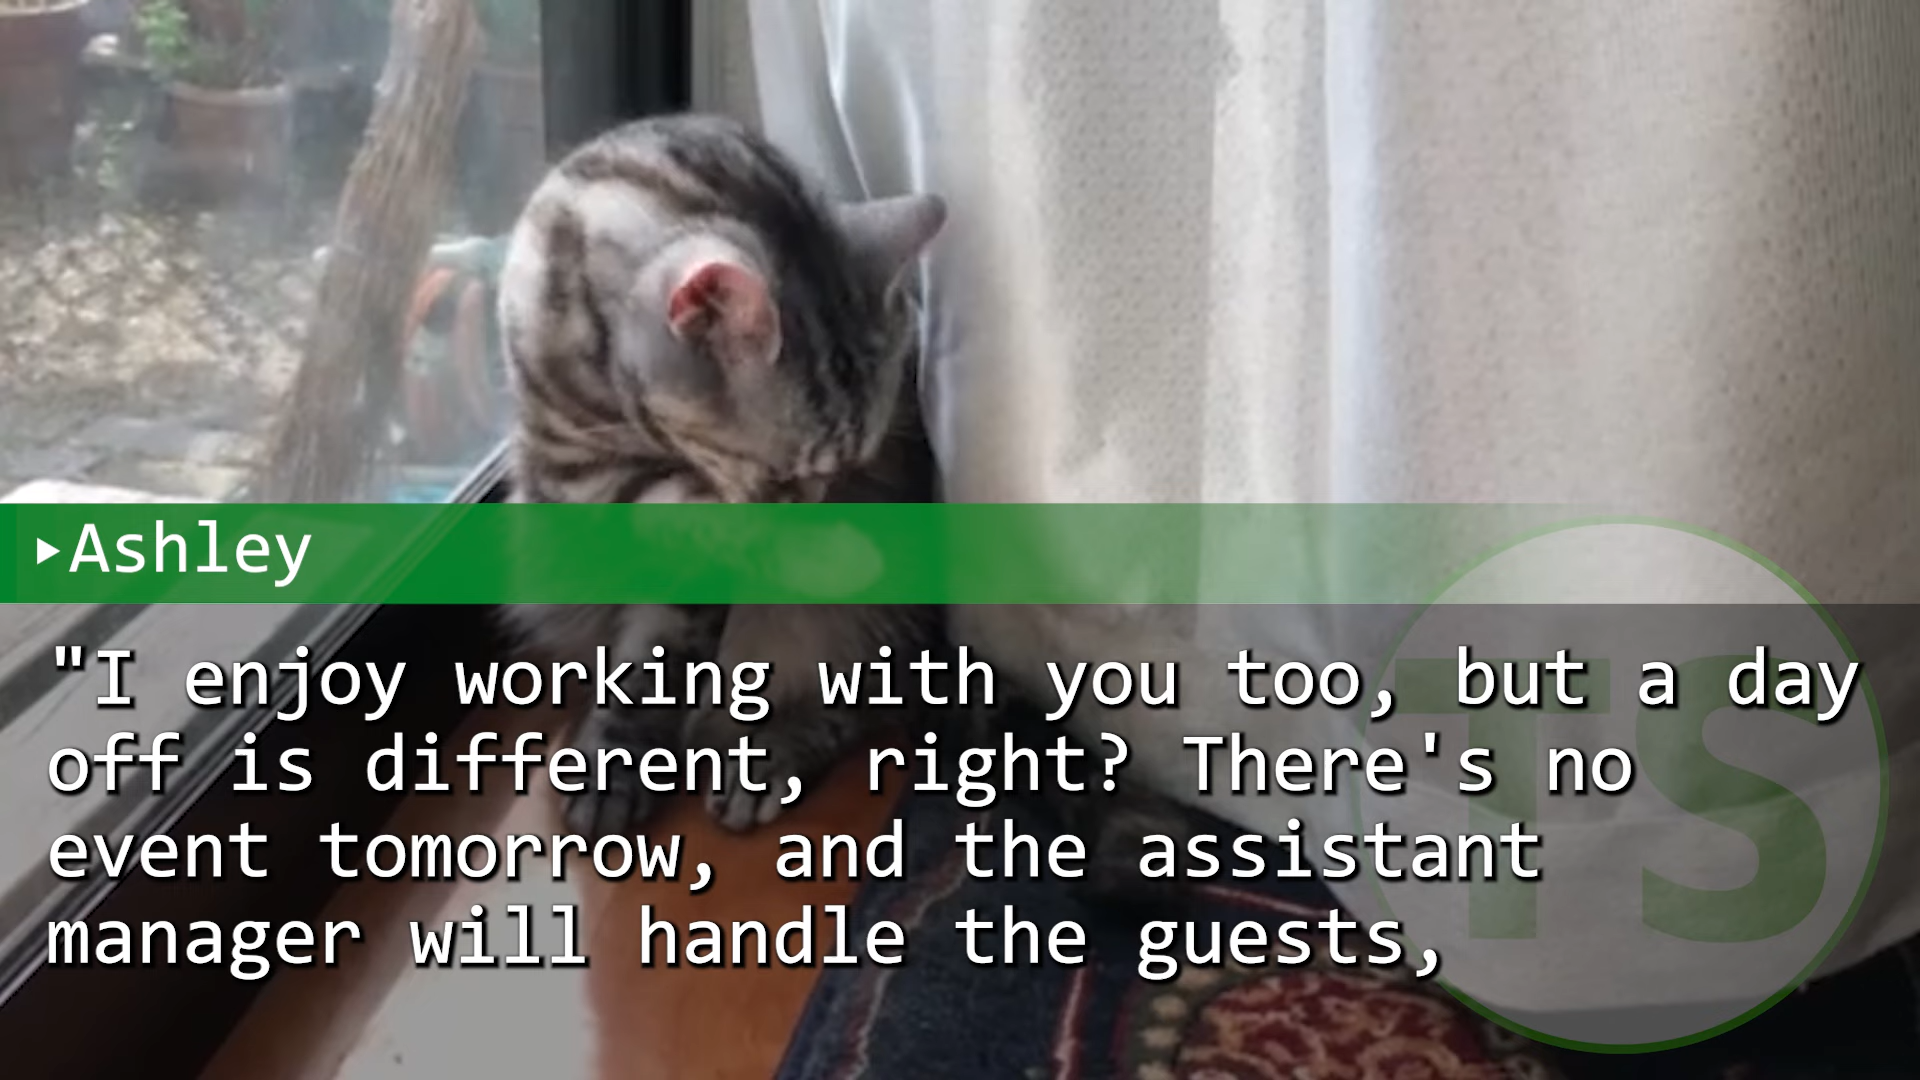 ▶Ashley
"I enjoy working with you too, but a day
off is different, right? There's no
event tomorrow, and the assistant
manager will handle the guests,
TS